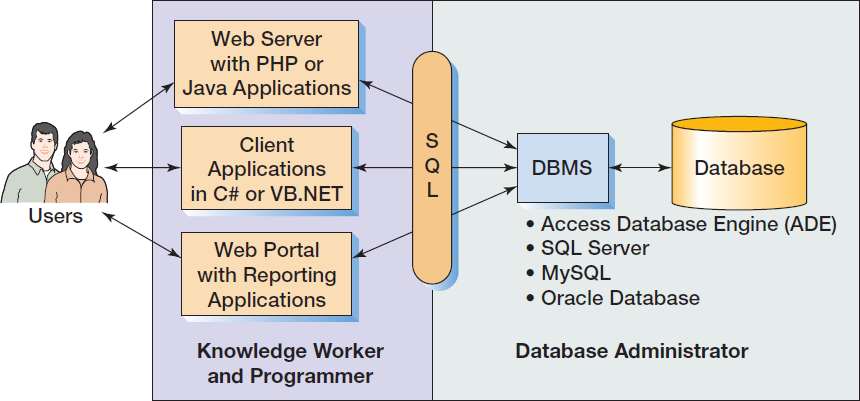 Web Server
with PHP or
Java Applications
Users
Client
Applications
in C# or VB.NET
Web Portal
with Reporting
Applications
S
Q
L
DBMS
Database
• Access Database Engine (ADE)
• SQL Server
• MySQL
• Oracle Database
Knowledge Worker
and Programmer
Database Administrator